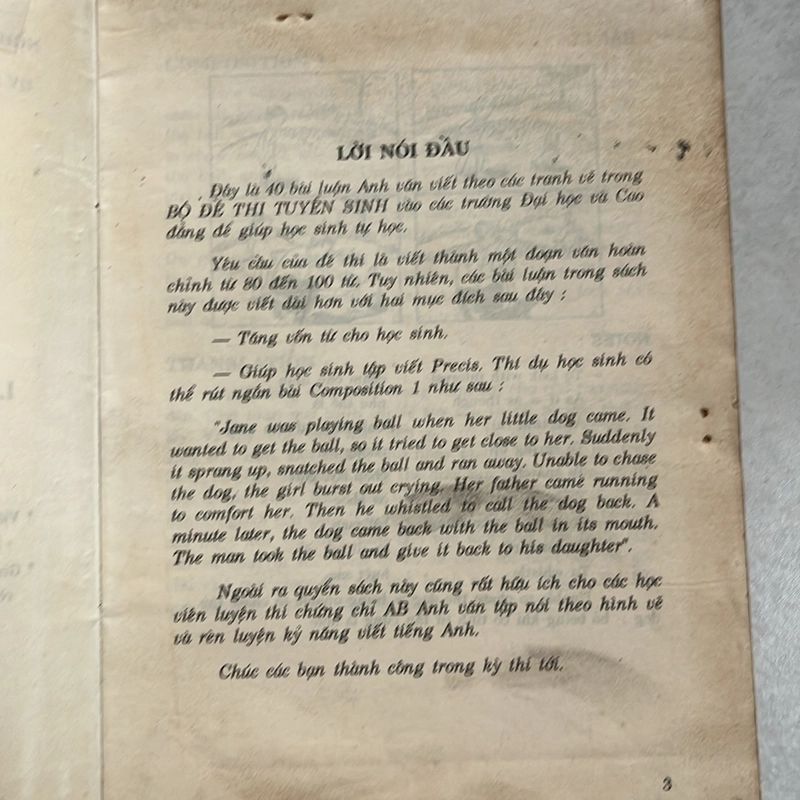 LỜI NÓI ĐẦU
Đây là 40 bài luận Anh văn viết theo các tranh vẽ trong
BỘ ĐỀ THI TUYỂN SINH vào các trường Đại học và Cao
đẳng để giúp học sinh tự học.
Yêu cầu của đề thi là viết thành một đoạn văn hoàn
chỉnh từ 80 đến 100 từ. Tuy nhiên, các bài luận trong sách
này được viết dài hơn với hai mục đích sau đây :
— Tăng vốn từ cho học sinh.
— Giúp học sinh tập viết Precis. Thí dụ học sinh có
thể rút ngắn bài Composition 1 như sau :
"Jane was playing ball when her little dog came. It
wanted to get the ball, so it tried to get close to her. Suddenly
it sprang up, snatched the ball and ran away. Unable to chase
the dog, the girl burst out crying. Her father came running
to comfort her. Then he whistled to call the dog back. A
minute later, the dog came back with the ball in its mouth.
The man took the ball and give it back to his daughter".
Ngoài ra quyển sách này cũng rất hữu ích cho các học
viên luyện thi chứng chỉ AB Anh văn tập nói theo hình vẽ
và rèn luyện kỹ năng viết tiếng Anh.
Chúc các bạn thành công trong kỳ thi tới.
3